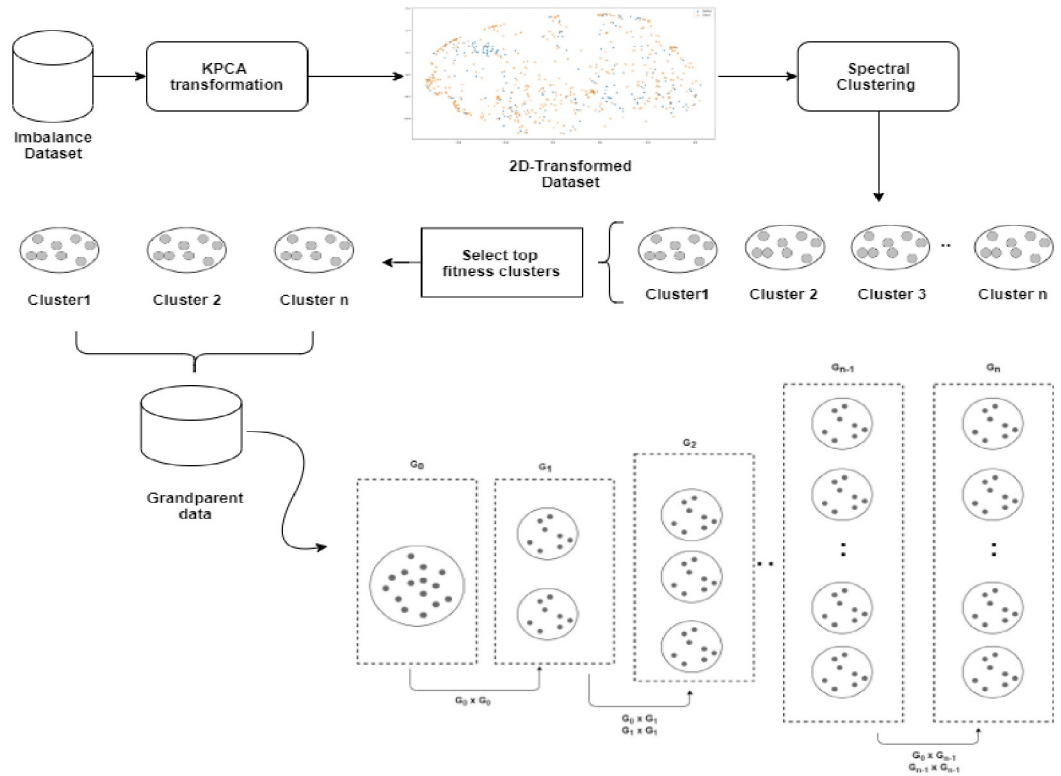 Imbalance
Dataset
KPCA
transformation
2D-Transformed
Dataset
Spectral
Clustering
Cluster1
Cluster 2
Cluster n
Select top
fitness clusters
Cluster1
Cluster 2
Cluster 3
..
Cluster n
Grandparent
data
G0
G1
G2
..
Gn-1
Gn
:
:
G0 x G0
G0 x G1
G1 x G1
G0 x Gn-1
Gn-1 x Gn-1